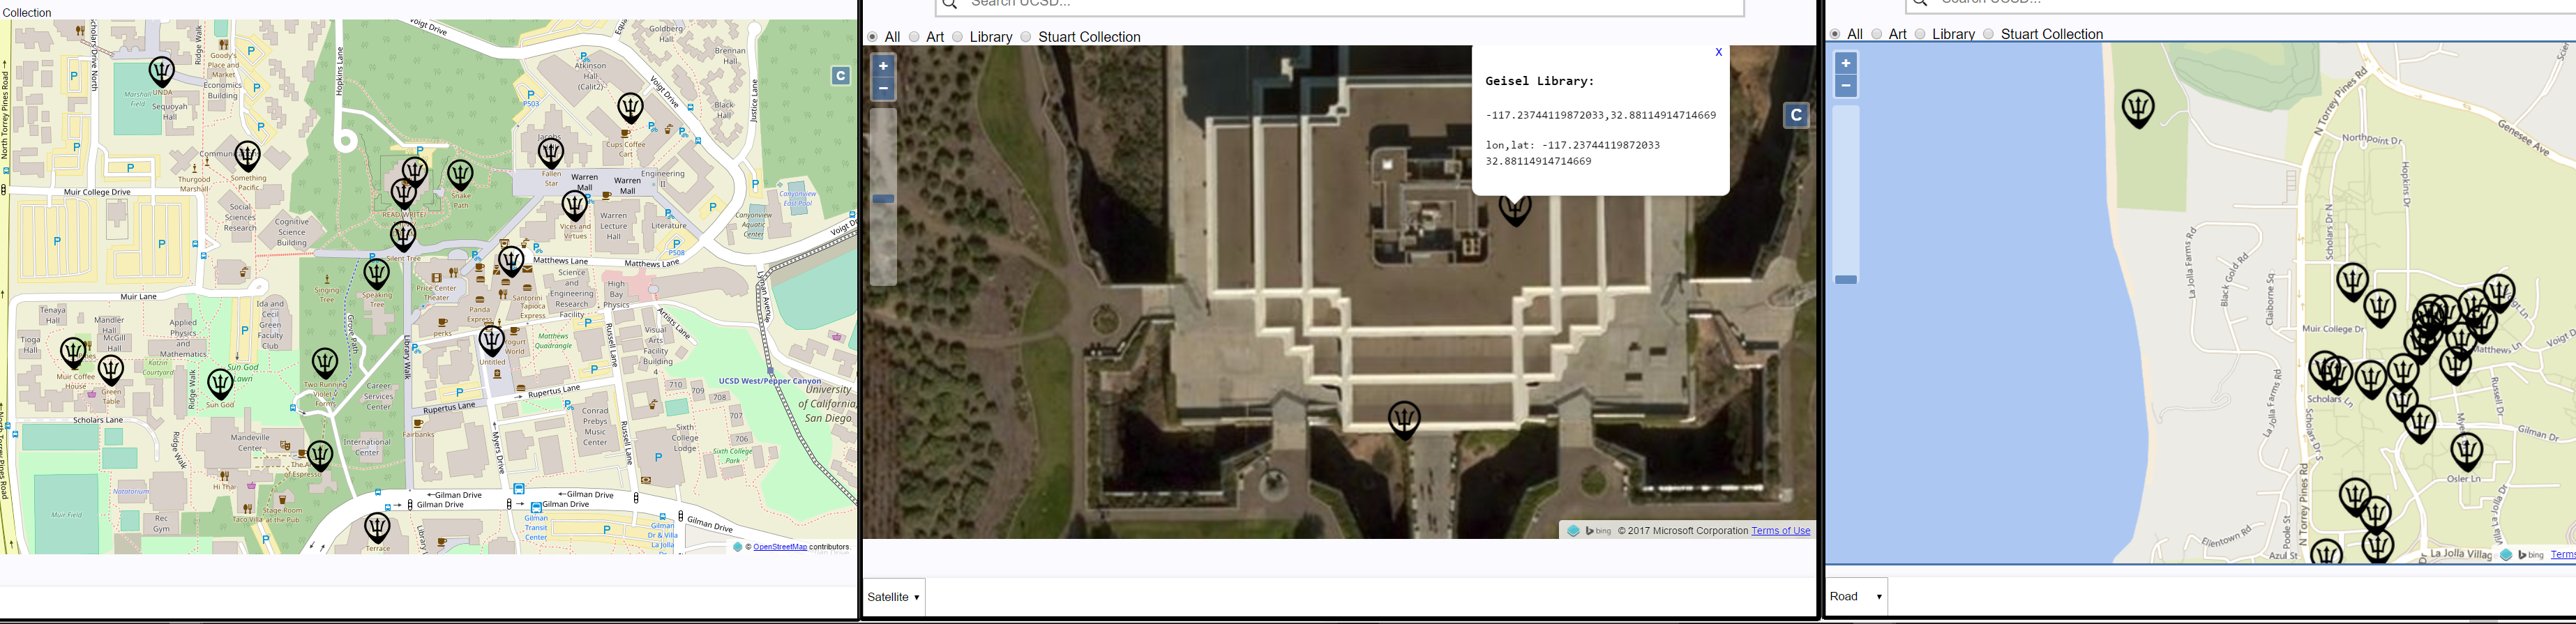 Collection
Voigt Drive
Goldberg
Hall
Brennan
Hall
Scholars Drive North
Ridge Walk
Goody's
Place and
Market
Economics
Building
Hopkins Lane
Atkinson
Hall
(Calit2)
Voigt Drive
Justice Lane
P503
Black
Hall
Marshall
Field
UNDA
Sequoyah
Hall
North Torrey Pines Road
Jacobs
Cups Coffee
Cart
Something
Pacific
Thurgood
Marshall
Fallen
Star
Warren
Mall
Warren
Mall
Engineering
II
Snake
Path
Muir College Drive
READ/WRITE/
Canyonview
East Pool
Canyonview
Aquatic
Center
Social
Sciences
Research
Cognitive
Science
Building
Vices and
Virtues
Warren
Lecture
Hall
Literature
P508
Silent Tree
Matthews Lane
Matthews Lane
Singing
Tree
Speaking
Tree
Price Center
Theater
Santorini
Tapioca
Express
Science
and
Engineering
Research
Facility
High
Bay
Physics
Lyman Avenue
Muir Lane
Panda
Express
Tenaya
Hall
Mandler
Hall
McGill
Hall
Tioga
Hall
Applied
Physics
and
Mathematics
Ida and
Cecil
Green
Faculty
Club
Grove Path
Library Walk
perks
Yogurt
World
Untitled
Matthews
Quadrangle
Russell Lane
Artists Lane
Visual
Arts
Facility
Building
4
Muir Coffee
House
Green
Table
Sun God
Lawn
Sun God
Ridge Walk
Two Running
Violet V
Forms
Career
Services
Center
Rupertus Lane
Rupertus Lane
710
709
708
707
706
UCSD West/Pepper Canyon
University
of California,
San Diego
Scholars Lane
Ridge Walk
Mandeville
Center
International
Center
Fairbanks
Myers Drive
Conrad
Prebys
Music
Center
Russell Lane
Sixth
College
Lodge
Sixth College
Park
Hi Thai
Natatorium
Muir Field
Rec
Gym
Taco Villa
Stage Room
at the Pub
Gilman Drive
Gilman Drive
Gilman Drive
Gilman Drive
Gilman Drive
Gilman
Transit
Center
Gilman
Dr & Villa
La Jolla
Terrace
C
© OpenStreetMap contributors.
Search UCSD...
All Art Library Stuart Collection
+
−
X
Geisel Library:
-117.23744119872033,32.88114914714669
lon,lat: -117.23744119872033
32.88114914714669
C
bing © 2017 Microsoft Corporation Terms of Use
Satellite
All Art Library Stuart Collection
+
−
N Torrey Pines Rd
Genesee Ave
Northpoint Dr
Hopkins Dr
Scholars Dr N
La Jolla Farms Rd
Black Gold Rd
Claiborne Sq
Muir College Dr
Voigt Ln
Voigt D
Matthews Ln
Scholars Ln
La Jolla Farms Rd
Scholars Dr S
Russell Dr
Gilman Dr
Osler Ln
N Torrey Pines Rd
Poole St
Ellentown Rd
Azul St
La Jolla Dr
La Jolla Villag
bing Terms
Road